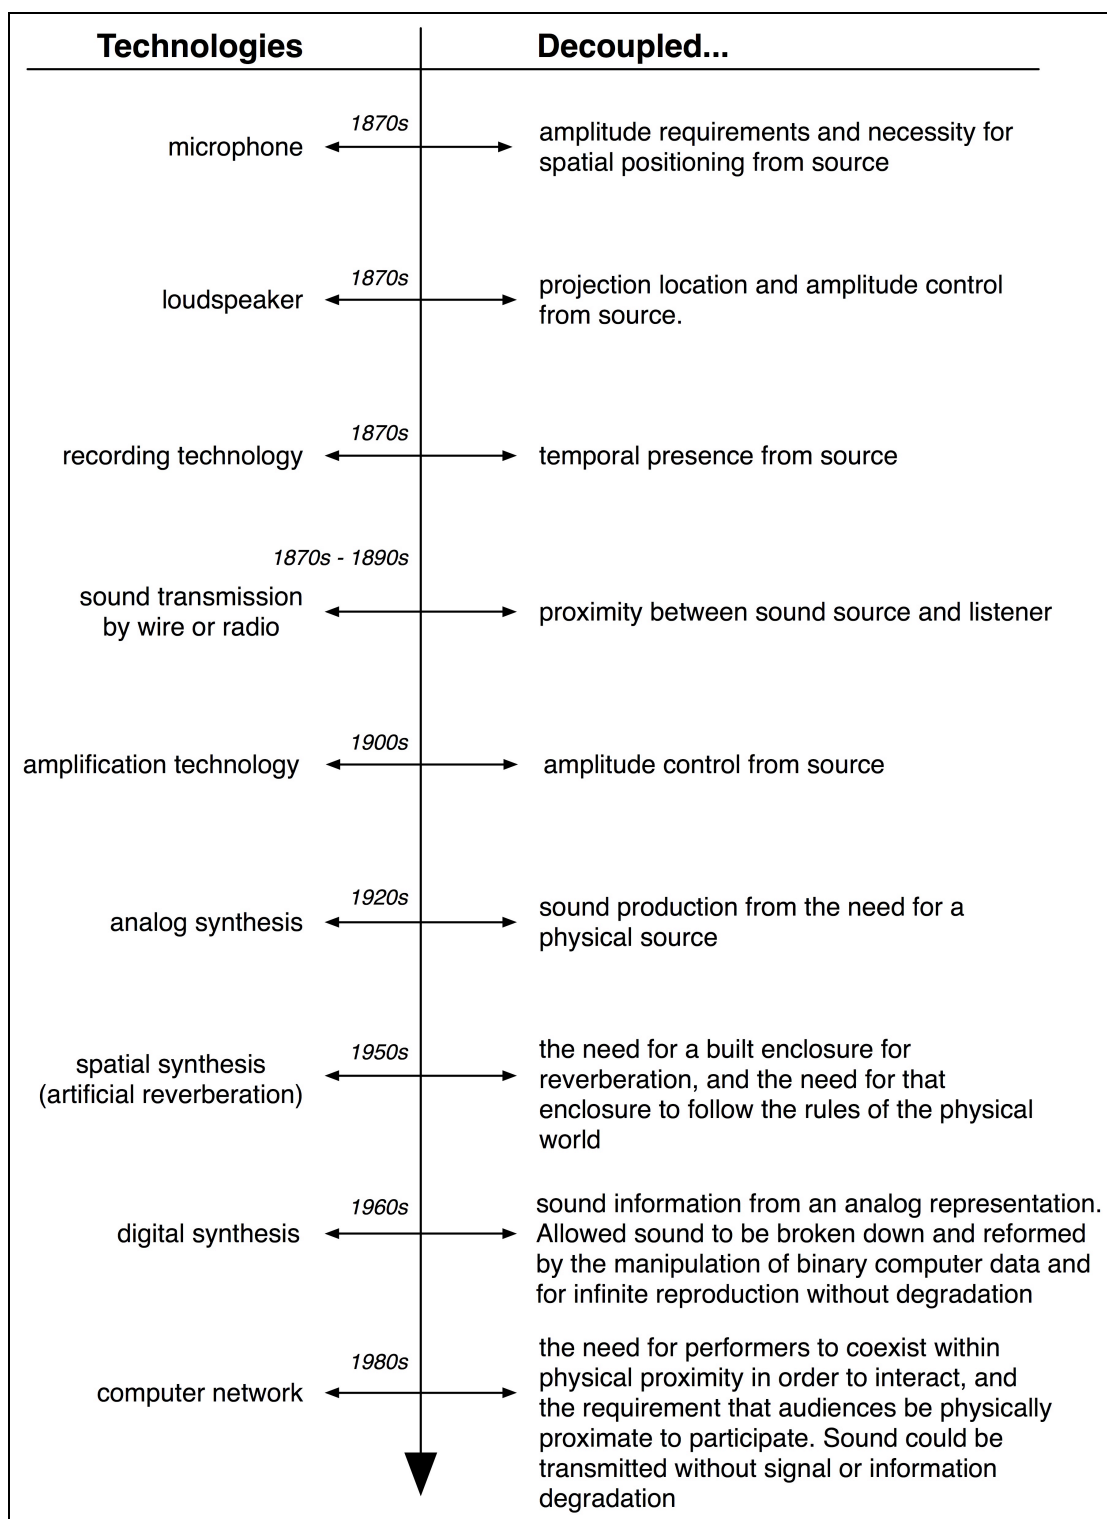 Technologies
Decoupled...
1870s
microphone
amplitude requirements and necessity for
spatial positioning from source
1870s
loudspeaker
projection location and amplitude control
from source.
1870s
recording technology
temporal presence from source
1870s - 1890s
sound transmission
by wire or radio
proximity between sound source and listener
1900s
amplification technology
amplitude control from source
1920s
analog synthesis
sound production from the need for a
physical source
1950s
spatial synthesis
(artificial reverberation)
the need for a built enclosure for
reverberation, and the need for that
enclosure to follow the rules of the physical
world
1960s
digital synthesis
sound information from an analog representation.
Allowed sound to be broken down and reformed
by the manipulation of binary computer data and
for infinite reproduction without degradation
1980s
computer network
the need for performers to coexist within
physical proximity in order to interact, and
the requirement that audiences be physically
proximate to participate. Sound could be
transmitted without signal or information
degradation